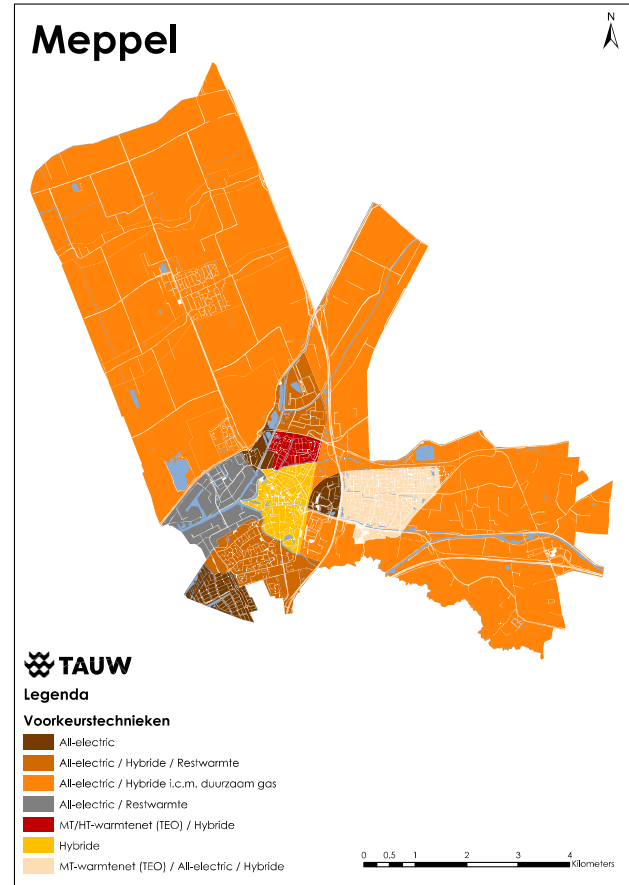 Meppel
N
TAUW
Legenda
Voorkeurstechnieken
All-electric
All-electric / Hybride / Restwarmte
All-electric / Hybride i.c.m. duurzaam gas
All-electric / Restwarmte
MT/HT-warmtenet (TEO) / Hybride
Hybride
MT-warmtenet (TEO) / All-electric / Hybride
0 0,5 1 2 3 4
Kilometers